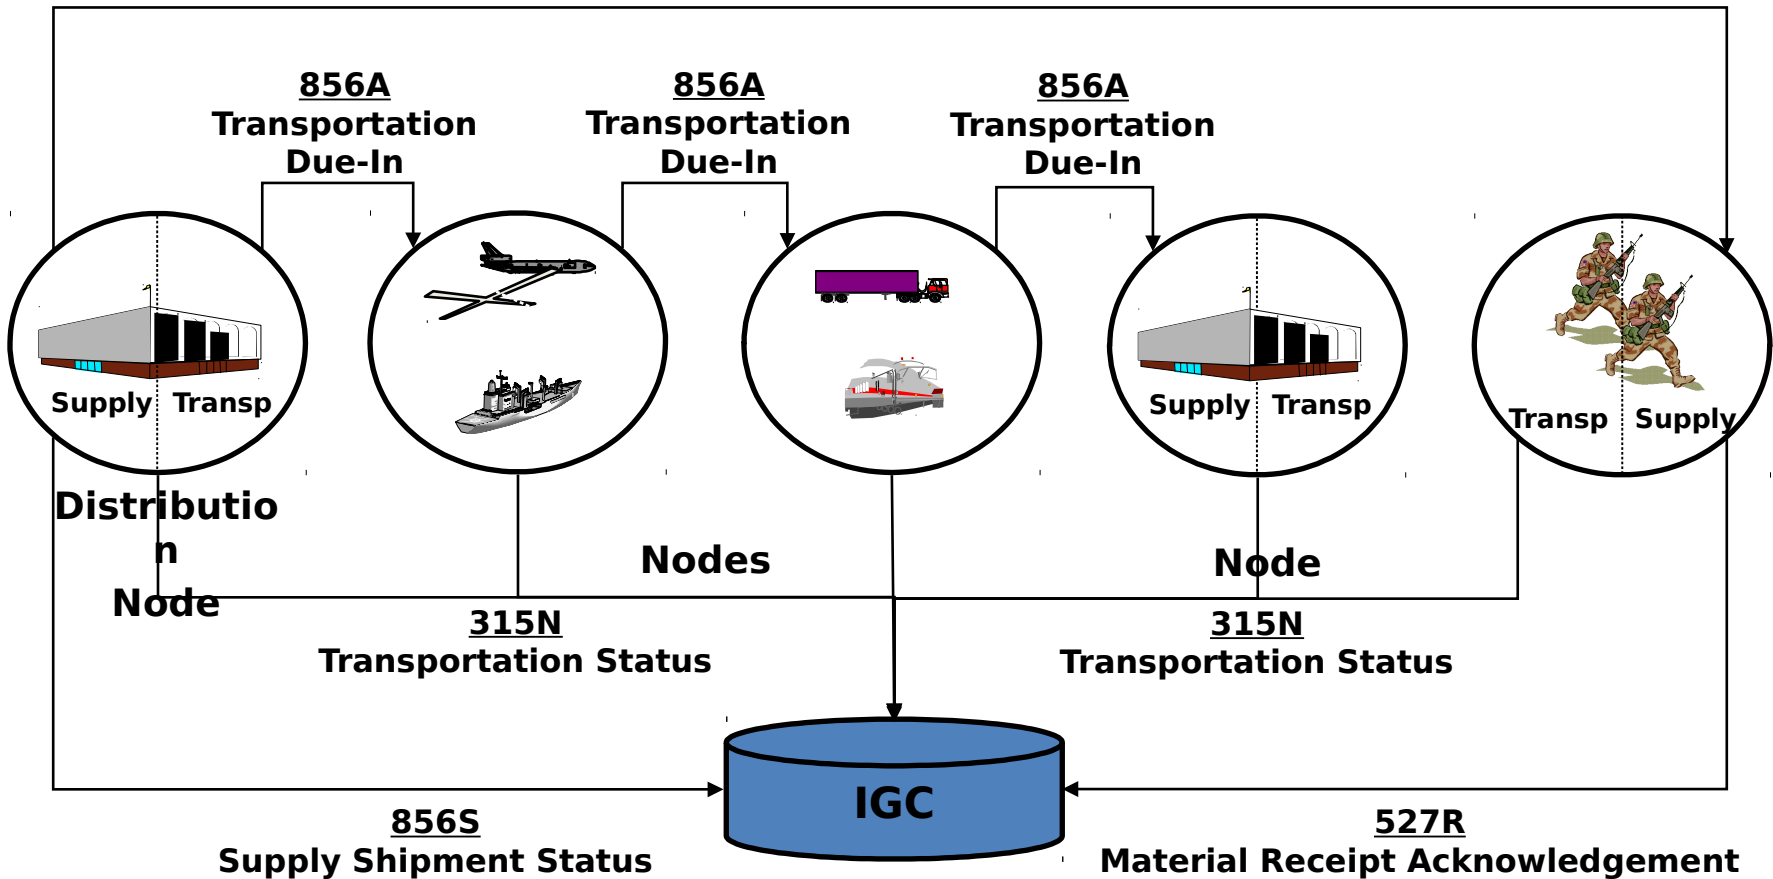 856A
Transportation
Due-In
856A
Transportation
Due-In
856A
Transportation
Due-In
Supply Transp
Supply Transp
Transp Supply
Distributio
n
Node
Nodes
Node
315N
Transportation Status
315N
Transportation Status
IGC
856S
Supply Shipment Status
527R
Material Receipt Acknowledgement